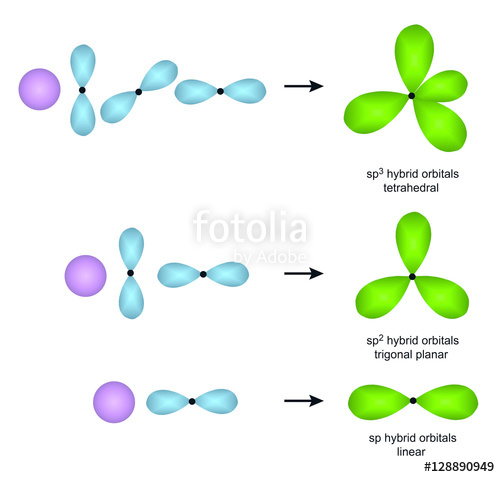 sp³ hybrid orbitals
tetrahedral
fotolia
by Adobe
sp² hybrid orbitals
trigonal planar
sp hybrid orbitals
linear
#128890949